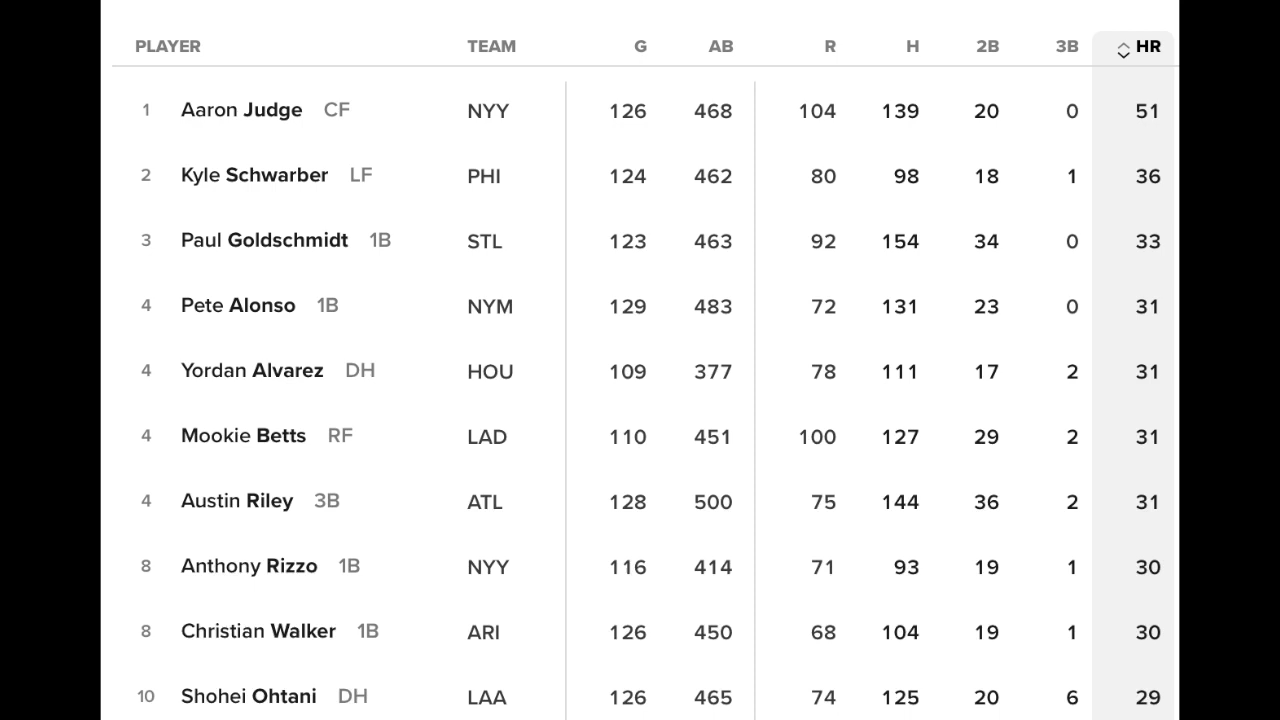 PLAYER TEAM G AB R H 2B 3B HR
1 Aaron Judge CF NYY 126 468 104 139 20 0 51
2 Kyle Schwarber LF PHI 124 462 80 98 18 1 36
3 Paul Goldschmidt 1B STL 123 463 92 154 34 0 33
4 Pete Alonso 1B NYM 129 483 72 131 23 0 31
4 Yordan Alvarez DH HOU 109 377 78 111 17 2 31
4 Mookie Betts RF LAD 110 451 100 127 29 2 31
4 Austin Riley 3B ATL 128 500 75 144 36 2 31
8 Anthony Rizzo 1B NYY 116 414 71 93 19 1 30
8 Christian Walker 1B ARI 126 450 68 104 19 1 30
10 Shohei Ohtani DH LAA 126 465 74 125 20 6 29